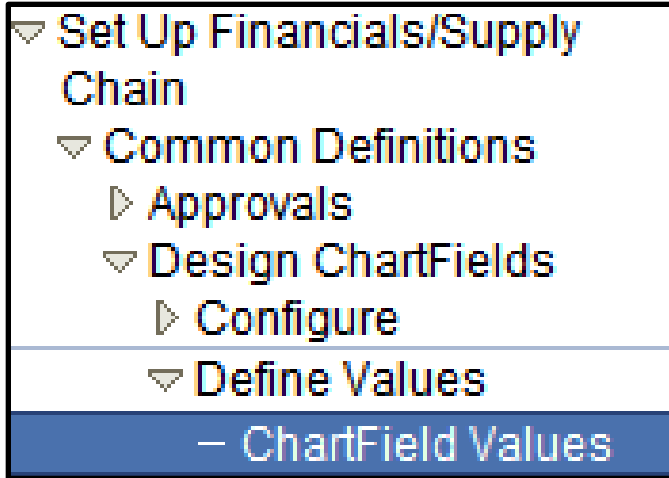 Set Up Financials/Supply
Chain
Common Definitions
Approvals
Design ChartFields
Configure
Define Values
– ChartField Values